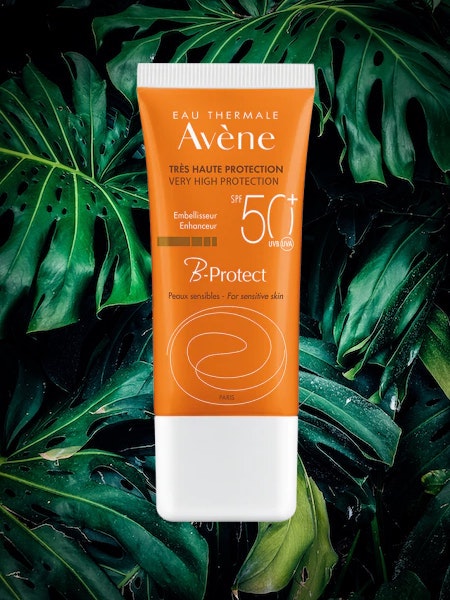 EAU THERMALE
Avène
TRÈS HAUTE PROTECTION
VERY HIGH PROTECTION
SPF 50+
UVB UVA
Embellisseur
Enhanceur
B-Protect
Peaux sensibles - For sensitive skin
PARIS